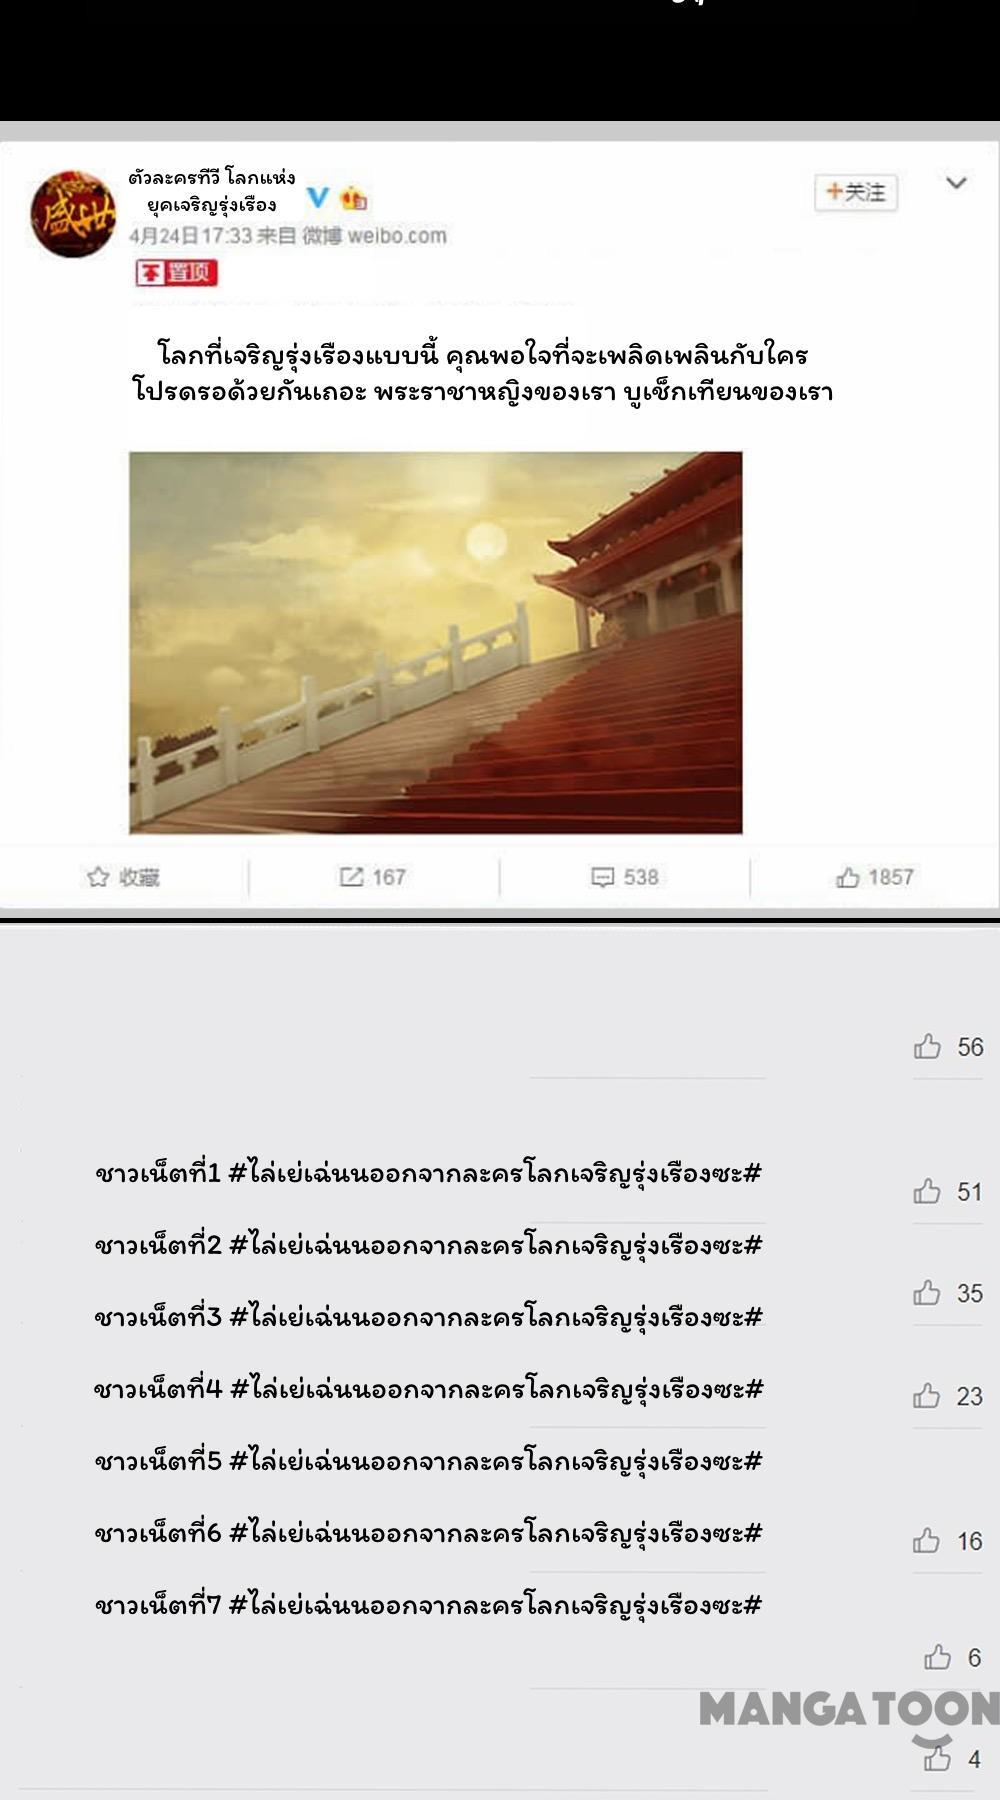 ตัวละครทีวี โลกแห่ง
ยุคเจริญรุ่งเรือง
+关注
4月24日 17:33 来自 微博 weibo.com
置顶
โลกที่เจริญรุ่งเรืองแบบนี้ คุณพอใจที่จะเพลิดเพลินกับใคร
โปรดรอด้วยกันเถอะ พระราชาหญิงของเรา บูเช็กเทียนของเรา
收藏
167
538
1857
56
ชาวเน็ตที่1 #ไล่เย่เฉ่นนออกจากละครโลกเจริญรุ่งเรืองซะ#
51
ชาวเน็ตที่2 #ไล่เย่เฉ่นนออกจากละครโลกเจริญรุ่งเรืองซะ#
35
ชาวเน็ตที่3 #ไล่เย่เฉ่นนออกจากละครโลกเจริญรุ่งเรืองซะ#
ชาวเน็ตที่4 #ไล่เย่เฉ่นนออกจากละครโลกเจริญรุ่งเรืองซะ#
23
ชาวเน็ตที่5 #ไล่เย่เฉ่นนออกจากละครโลกเจริญรุ่งเรืองซะ#
ชาวเน็ตที่6 #ไล่เย่เฉ่นนออกจากละครโลกเจริญรุ่งเรืองซะ#
16
ชาวเน็ตที่7 #ไล่เย่เฉ่นนออกจากละครโลกเจริญรุ่งเรืองซะ#
6
MANGATOON
4